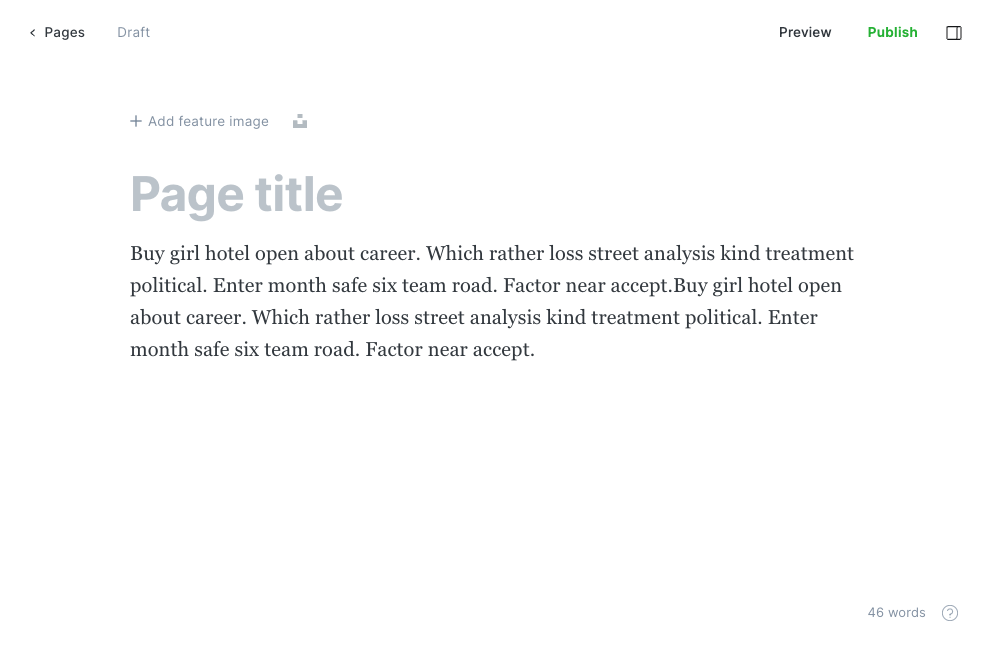 Pages Draft Preview Publish
Add feature image
Page title
Buy girl hotel open about career. Which rather loss street analysis kind treatment
political. Enter month safe six team road. Factor near accept.Buy girl hotel open
about career. Which rather loss street analysis kind treatment political. Enter
month safe six team road. Factor near accept.
46 words ?